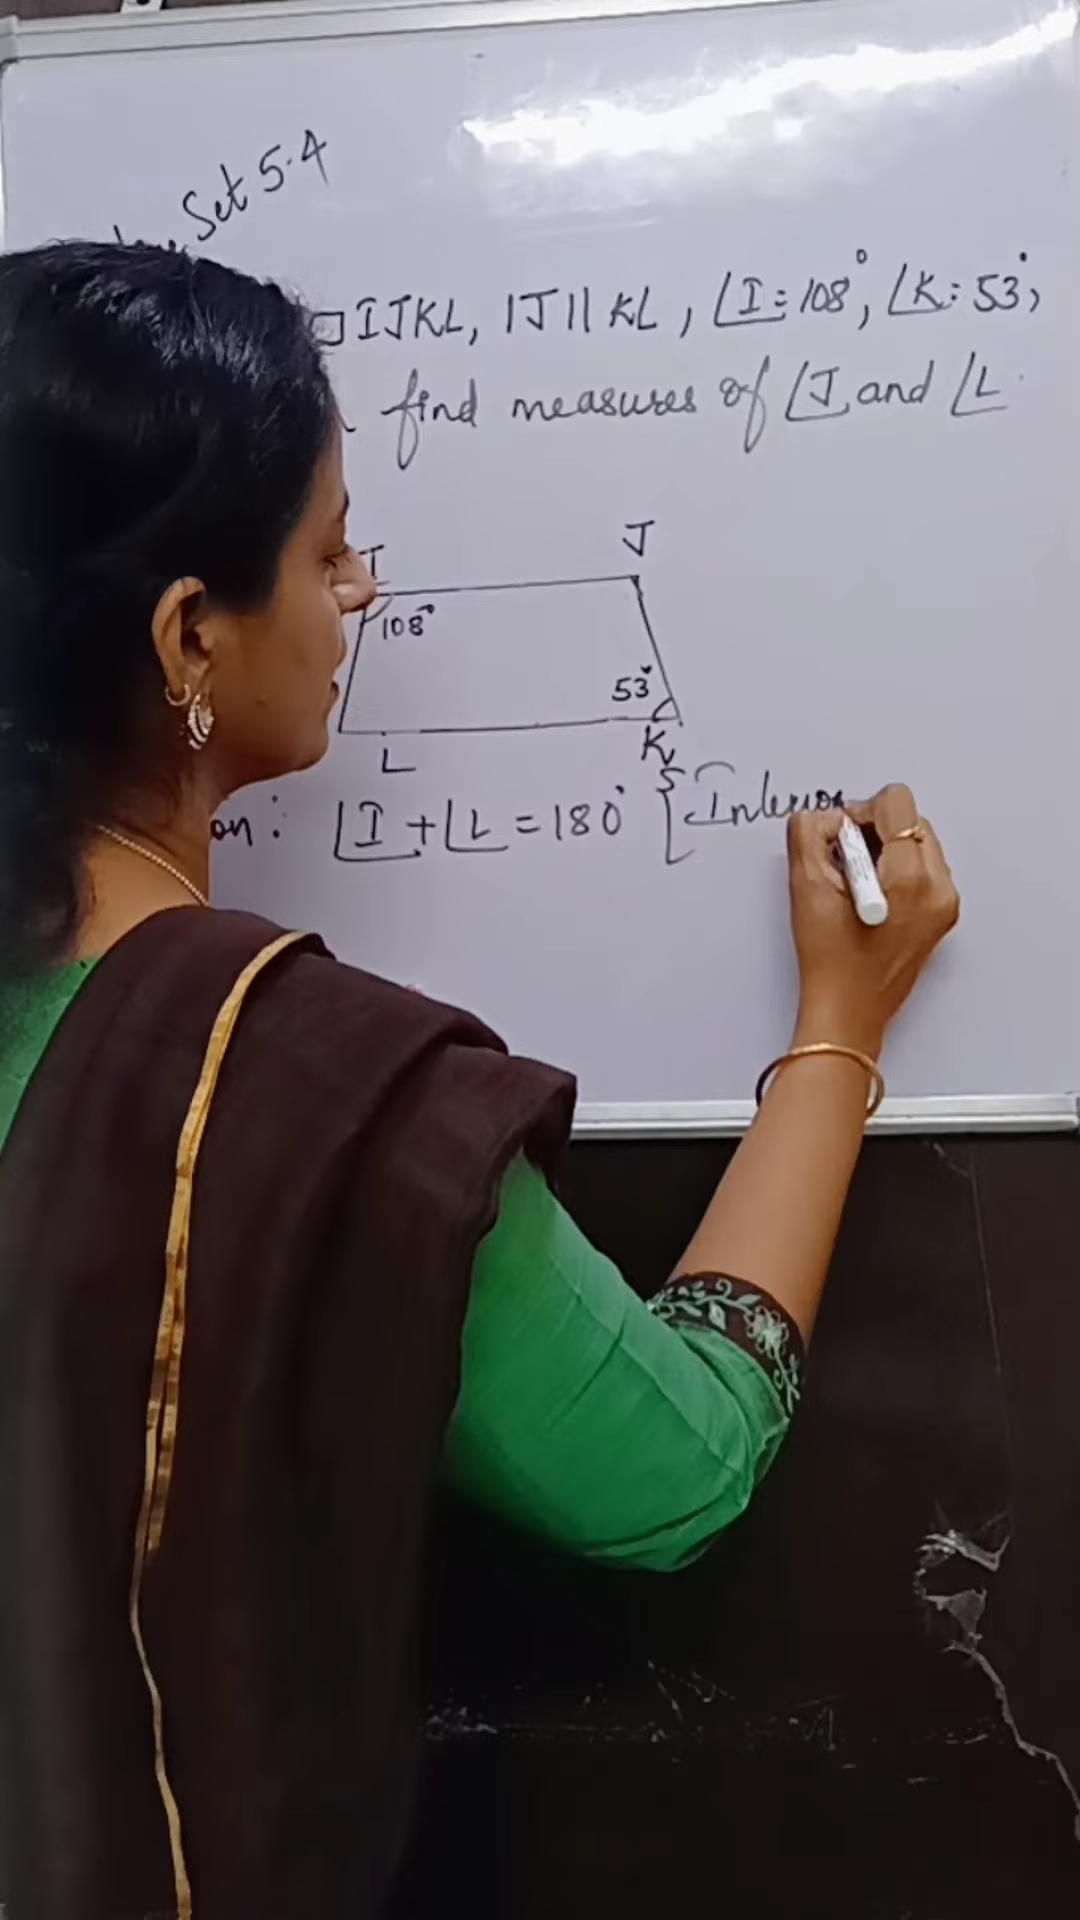 Set 5.4
□IJKL, IJ || KL, ∠I = 108°, ∠K = 53°,
find measures of ∠J and ∠L.
I
J
108°
53°
L
K
on: ∠I + ∠L = 180° [Interior